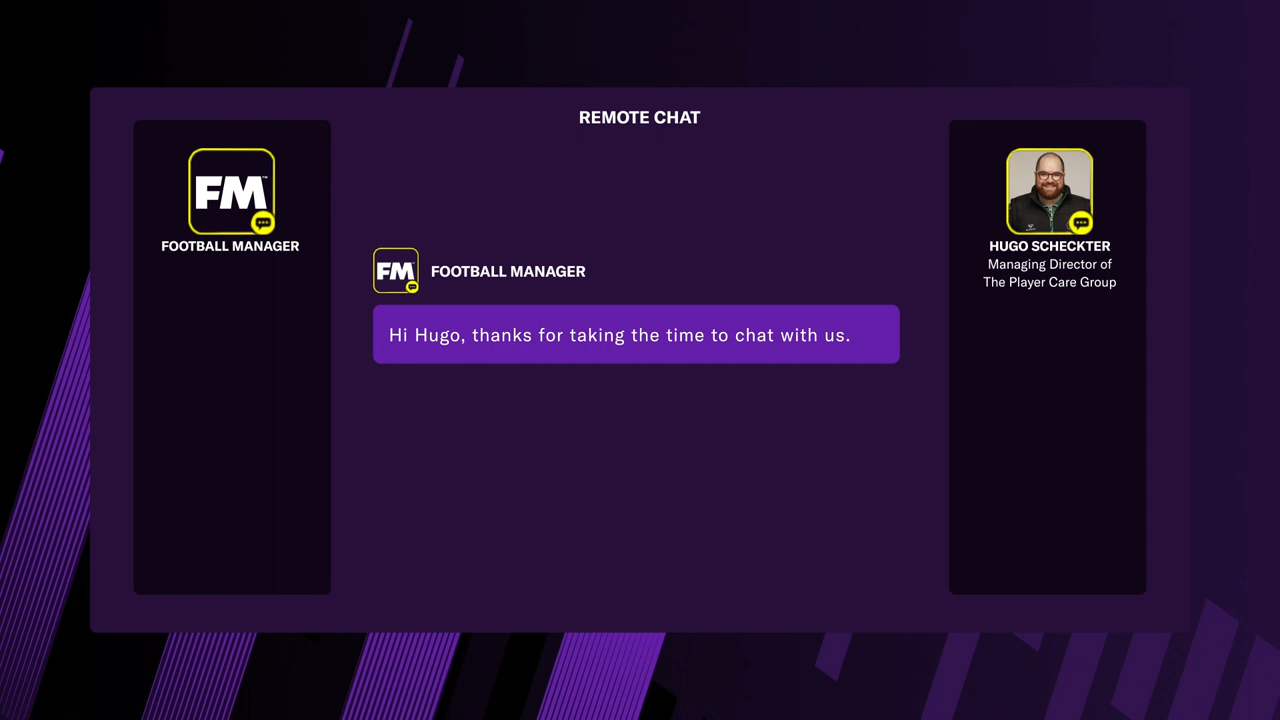 REMOTE CHAT
FM™
FOOTBALL MANAGER
FM
FOOTBALL MANAGER
Hi Hugo, thanks for taking the time to chat with us.
HUGO SCHECKTER
Managing Director of
The Player Care Group